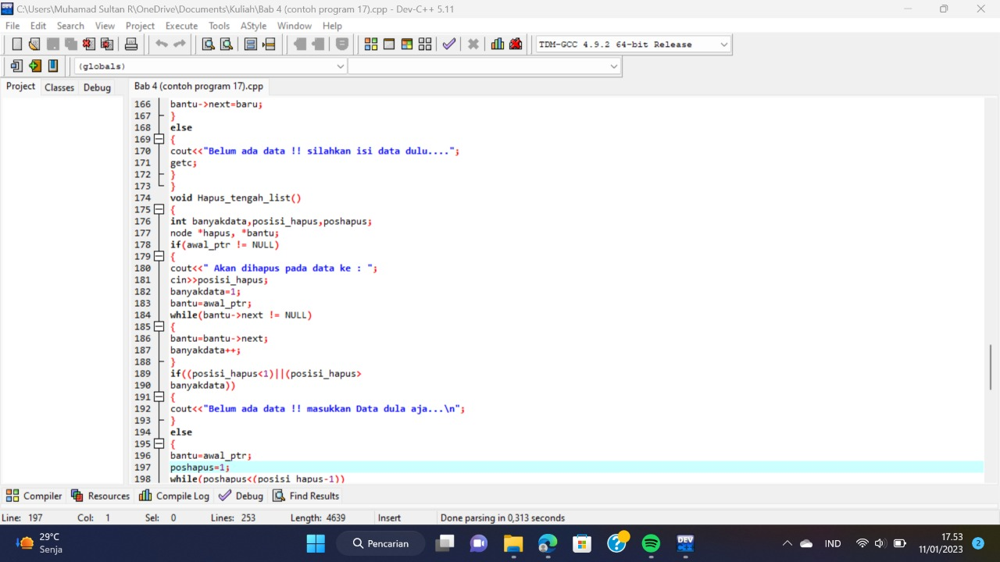 C:\Users\Muhamad Sultan R\OneDrive\Documents\Kuliah\Bab 4 (contoh program 17).cpp - Dev-C++ 5.11
File Edit Search View Project Execute Tools AStyle Window Help
TDM-GCC 4.9.2 64-bit Release
(globals)
Project Classes Debug
Bab 4 (contoh program 17).cpp
166 bantu->next=baru;
167 }
168 else
169 {
170 cout<<"Belum ada data !! silahkan isi data dulu....";
171 getc;
172 }
173 }
174 void Hapus_tengah_list()
175 {
176 int banyakdata,posisi_hapus,poshapus;
177 node *hapus, *bantu;
178 if(awal_ptr != NULL)
179 {
180 cout<<" Akan dihapus pada data ke : ";
181 cin>>posisi_hapus;
182 banyakdata=1;
183 bantu=awal_ptr;
184 while(bantu->next != NULL)
185 {
186 bantu=bantu->next;
187 banyakdata++;
188 }
189 if((posisi_hapus<1)||(posisi_hapus>
190 banyakdata))
191 {
192 cout<<"Belum ada data !! masukkan Data dula aja...\n";
193 }
194 else
195 {
196 bantu=awal_ptr;
197 poshapus=1;
198 while(poshapus<(posisi_hapus-1))
Compiler Resources Compile Log Debug Find Results
Line: 197 Col: 1 Sel: 0 Lines: 253 Length: 4639 Insert Done parsing in 0,313 seconds
29°C
Senja
Pencarian
DEV
C++
IND
17.53
11/01/2023
2